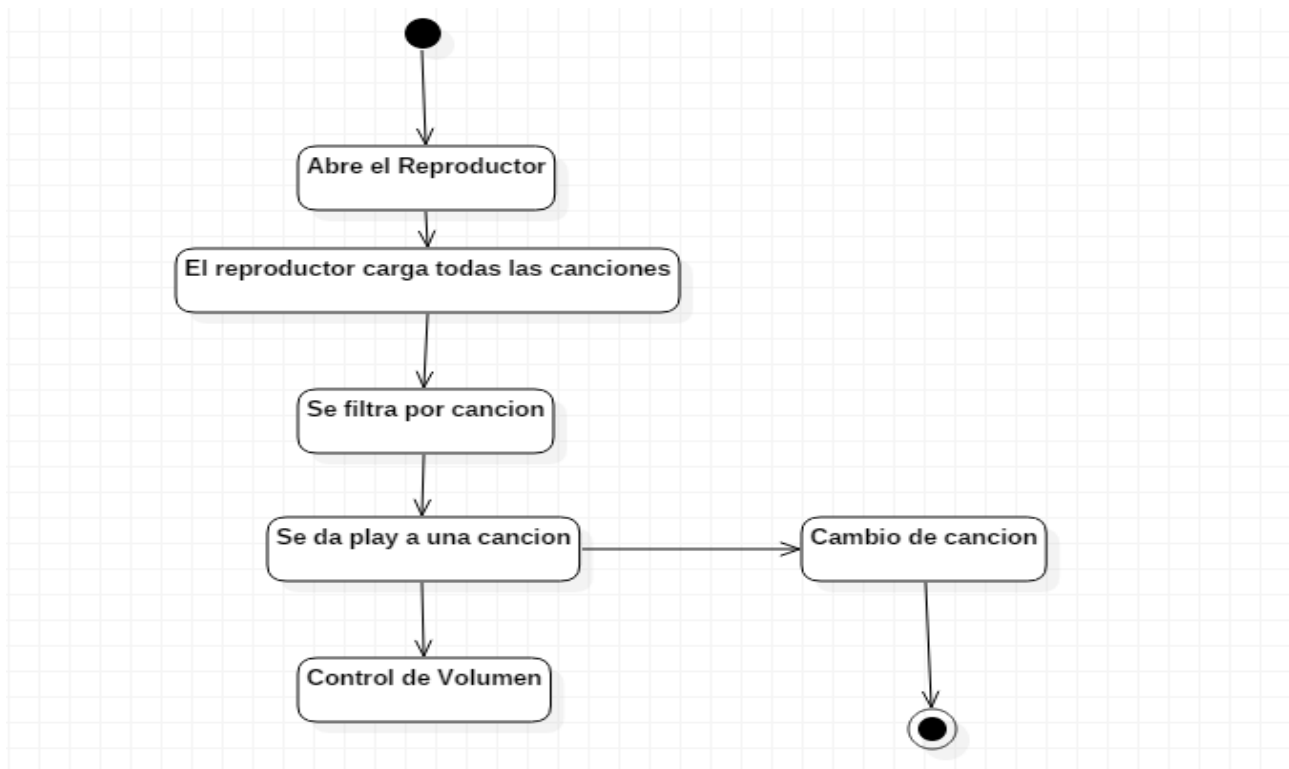 Abre el Reproductor
El reproductor carga todas las canciones
Se filtra por cancion
Se da play a una cancion
Cambio de cancion
Control de Volumen